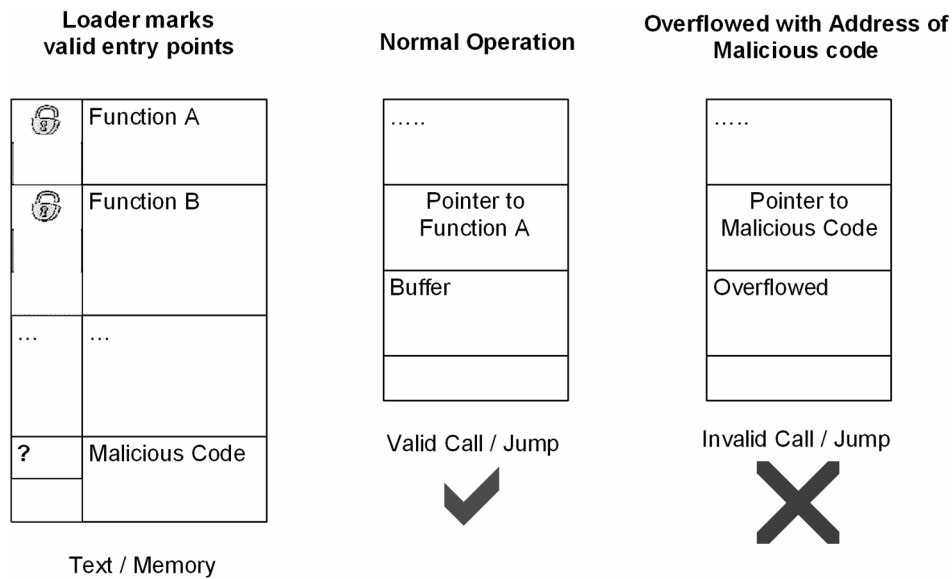 Loader marks
valid entry points
Function A
Function B
...
...
?
Malicious Code
Text / Memory
Normal Operation
.....
Pointer to
Function A
Buffer
Valid Call / Jump
Overflowed with Address of
Malicious code
.....
Pointer to
Malicious Code
Overflowed
Invalid Call / Jump